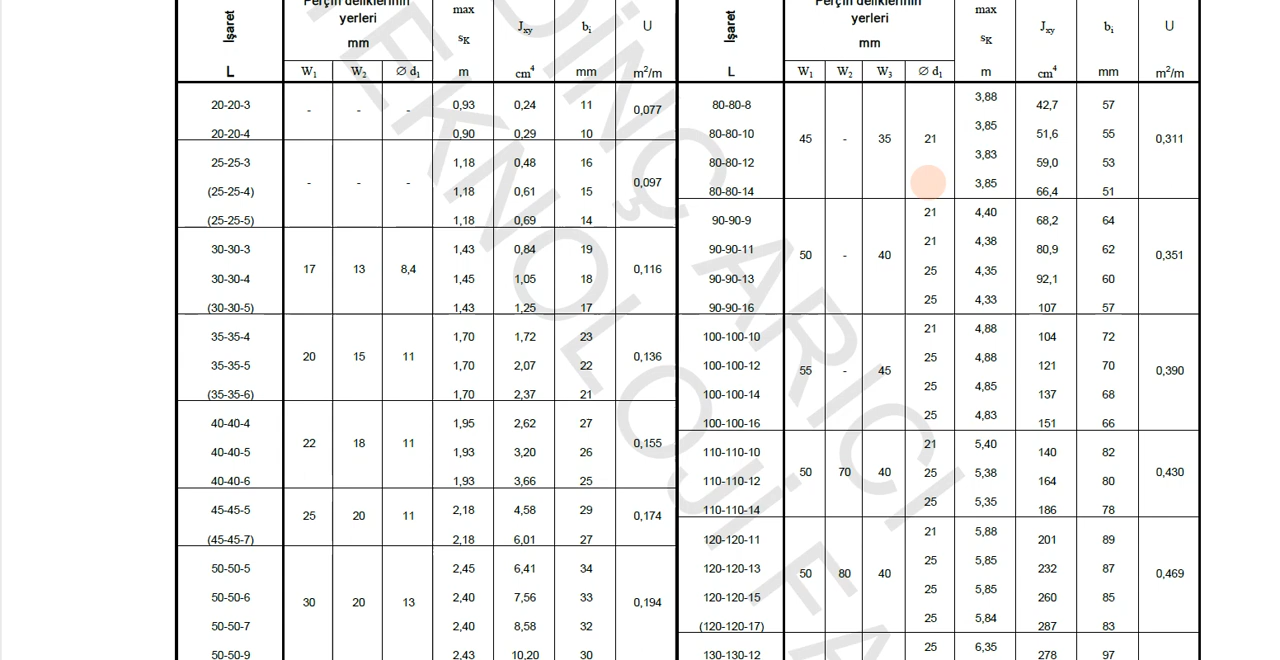 Perçin deliklerinin Perçin deliklerinin
İşaret yerleri max J_xy b_i U İşaret yerleri max J_xy b_i U
mm s_K mm s_K
L W₁ W₂ ∅ d₁ m cm⁴ mm m²/m L W₁ W₂ W₃ ∅ d₁ m cm⁴ mm m²/m
20-20-3 - - - 0,93 0,24 11 0,077 80-80-8 45 - 35 21 3,88 42,7 57 0,311
20-20-4 0,90 0,29 10 80-80-10 3,85 51,6 55
25-25-3 - - - 1,18 0,48 16 0,097 80-80-12 3,83 59,0 53
(25-25-4) 1,18 0,61 15 80-80-14 3,85 66,4 51
(25-25-5) 1,18 0,69 14 90-90-9 50 - 40 21 4,40 68,2 64 0,351
30-30-3 17 13 8,4 1,43 0,84 19 0,116 90-90-11 21 4,38 80,9 62
30-30-4 1,45 1,05 18 90-90-13 25 4,35 92,1 60
(30-30-5) 1,43 1,25 17 90-90-16 25 4,33 107 57
35-35-4 20 15 11 1,70 1,72 23 0,136 100-100-10 55 - 45 21 4,88 104 72 0,390
35-35-5 1,70 2,07 22 100-100-12 25 4,88 121 70
(35-35-6) 1,70 2,37 21 100-100-14 25 4,85 137 68
40-40-4 22 18 11 1,95 2,62 27 0,155 100-100-16 25 4,83 151 66
40-40-5 1,93 3,20 26 110-110-10 50 70 40 21 5,40 140 82 0,430
40-40-6 1,93 3,66 25 110-110-12 25 5,38 164 80
45-45-5 25 20 11 2,18 4,58 29 0,174 110-110-14 25 5,35 186 78
(45-45-7) 2,18 6,01 27 120-120-11 50 80 40 21 5,88 201 89 0,469
50-50-5 30 20 13 2,45 6,41 34 0,194 120-120-13 25 5,85 232 87
50-50-6 2,40 7,56 33 120-120-15 25 5,85 260 85
50-50-7 2,40 8,58 32 (120-120-17) 25 5,84 287 83
50-50-9 2,43 10,20 30 130-130-12 25 6,35 278 97
DİNÇ ARICI
TEKNOLOJİ FA